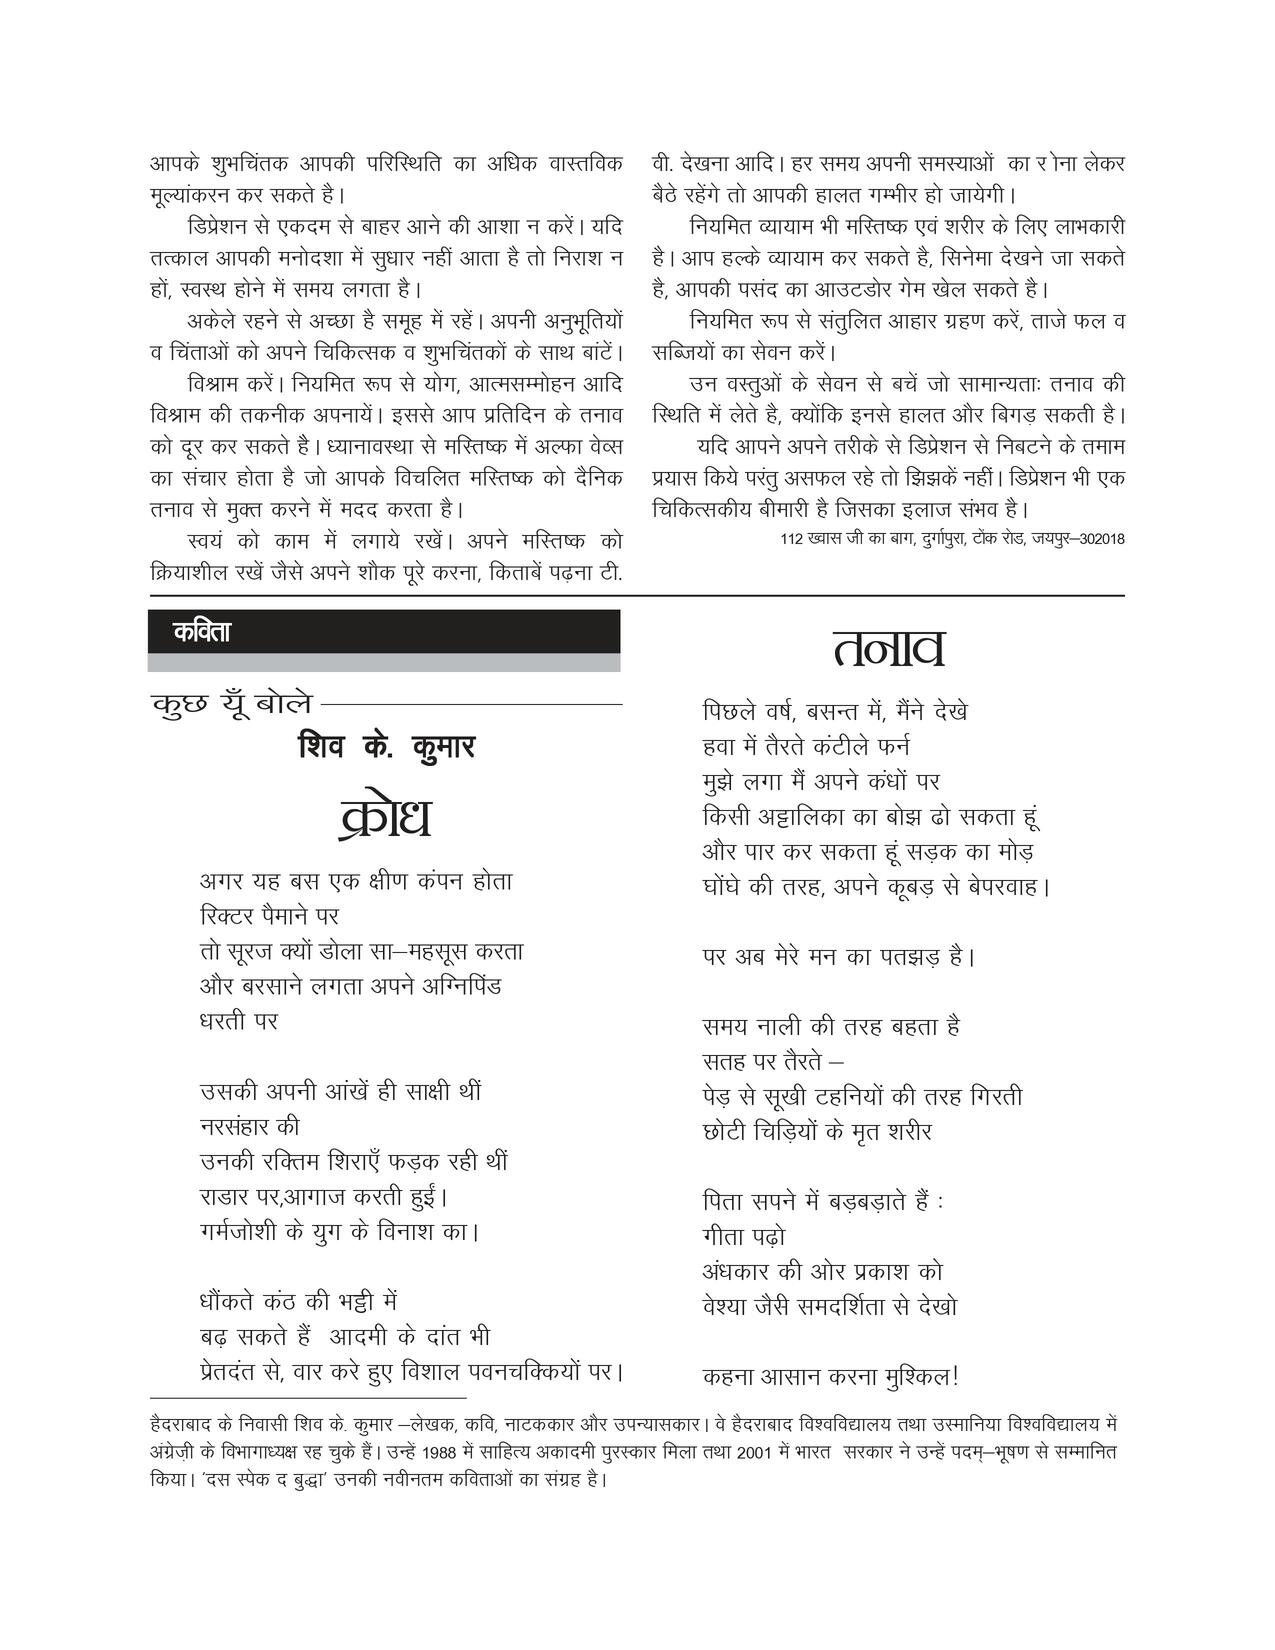 आपके शुभचिंतक आपकी परिस्थिति का अधिक वास्तविक
मूल्यांकरन कर सकते है।
डिप्रेशन से एकदम से बाहर आने की आशा न करें। यदि
तत्काल आपकी मनोदशा में सुधार नहीं आता है तो निराश न
हों, स्वस्थ होने में समय लगता है।
अकेले रहने से अच्छा है समूह में रहें। अपनी अनुभूतियों
व चिंताओं को अपने चिकित्सक व शुभचिंतकों के साथ बांटें।
विश्राम करें। नियमित रूप से योग, आत्मसम्मोहन आदि
विश्राम की तकनीक अपनायें। इससे आप प्रतिदिन के तनाव
को दूर कर सकते है। ध्यानावस्था से मस्तिष्क में अल्फा वेव्स
का संचार होता है जो आपके विचलित मस्तिष्क को दैनिक
तनाव से मुक्त करने में मदद करता है।
स्वयं को काम में लगाये रखें। अपने मस्तिष्क को
क्रियाशील रखें जैसे अपने शौक पूरे करना, किताबें पढ़ना टी.
वी. देखना आदि। हर समय अपनी समस्याओं का र ोना लेकर
बैठे रहेंगे तो आपकी हालत गम्भीर हो जायेगी।
नियमित व्यायाम भी मस्तिष्क एवं शरीर के लिए लाभकारी
है। आप हल्के व्यायाम कर सकते है, सिनेमा देखने जा सकते
है, आपकी पसंद का आउटडोर गेम खेल सकते है।
नियमित रूप से संतुलित आहार ग्रहण करें, ताजे फल व
सब्जियों का सेवन करें।
उन वस्तुओं के सेवन से बचें जो सामान्यताः तनाव की
स्थिति में लेते है, क्योंकि इनसे हालत और बिगड़ सकती है।
यदि आपने अपने तरीके से डिप्रेशन से निबटने के तमाम
प्रयास किये परंतु असफल रहे तो झिझकें नहीं। डिप्रेशन भी एक
चिकित्सकीय बीमारी है जिसका इलाज संभव है।
112 ख्वास जी का बाग, दुर्गापुरा, टोंक रोड, जयपुर–302018
कविता
कुछ यूँ बोले
शिव के. कुमार
क्रोध
अगर यह बस एक क्षीण कंपन होता
रिक्टर पैमाने पर
तो सूरज क्यों डोला सा–महसूस करता
और बरसाने लगता अपने अग्निपिंड
धरती पर
उसकी अपनी आंखें ही साक्षी थीं
नरसंहार की
उनकी रक्तिम शिराएँ फड़क रही थीं
राडार पर,आगाज करती हुईं।
गर्मजोशी के युग के विनाश का।
धौंकते कंठ की भट्ठी में
बढ़ सकते हैं आदमी के दांत भी
प्रेतदंत से, वार करे हुए विशाल पवनचक्कियों पर।
तनाव
पिछले वर्ष, बसन्त में, मैंने देखे
हवा में तैरते कंटीले फर्न
मुझे लगा मैं अपने कंधों पर
किसी अट्टालिका का बोझ ढो सकता हूं
और पार कर सकता हूं सड़क का मोड़
घोंघे की तरह, अपने कूबड़ से बेपरवाह।
पर अब मेरे मन का पतझड़ है।
समय नाली की तरह बहता है
सतह पर तैरते –
पेड़ से सूखी टहनियों की तरह गिरती
छोटी चिड़ियों के मृत शरीर
पिता सपने में बड़बड़ाते हैं :
गीता पढ़ो
अंधकार की ओर प्रकाश को
वेश्या जैसी समदर्शिता से देखो
कहना आसान करना मुश्किल!
हैदराबाद के निवासी शिव के. कुमार –लेखक, कवि, नाटककार और उपन्यासकार। वे हैदराबाद विश्वविद्यालय तथा उस्मानिया विश्वविद्यालय में
अंग्रेज़ी के विभागाध्यक्ष रह चुके हैं। उन्हें 1988 में साहित्य अकादमी पुरस्कार मिला तथा 2001 में भारत सरकार ने उन्हें पदम्–भूषण से सम्मानित
किया। ‘दस स्पेक द बुद्धा’ उनकी नवीनतम कविताओं का संग्रह है।